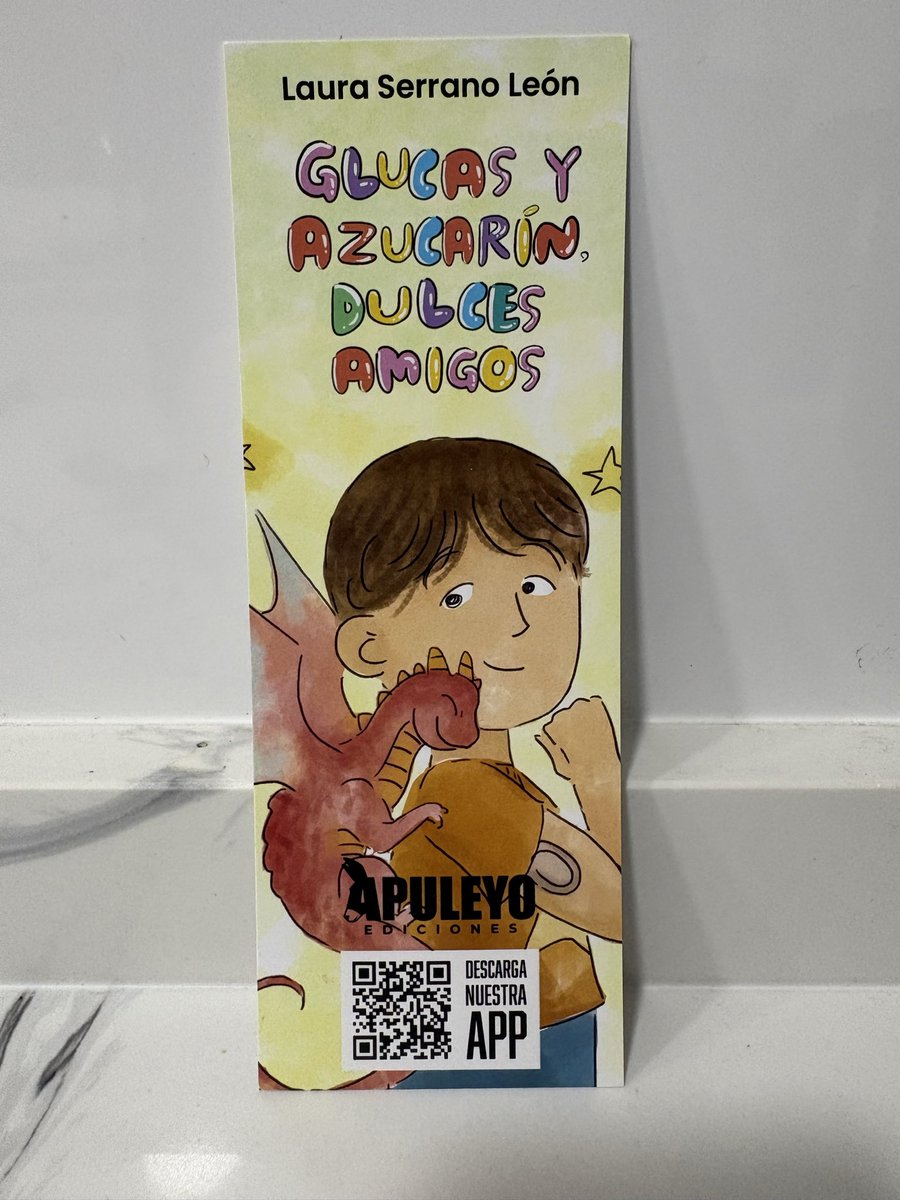 Laura Serrano León
GLUCAS Y
AZUCARÍN,
DULCES
AMIGOS
APULEYO
EDICIONES
DESCARGA
NUESTRA
APP